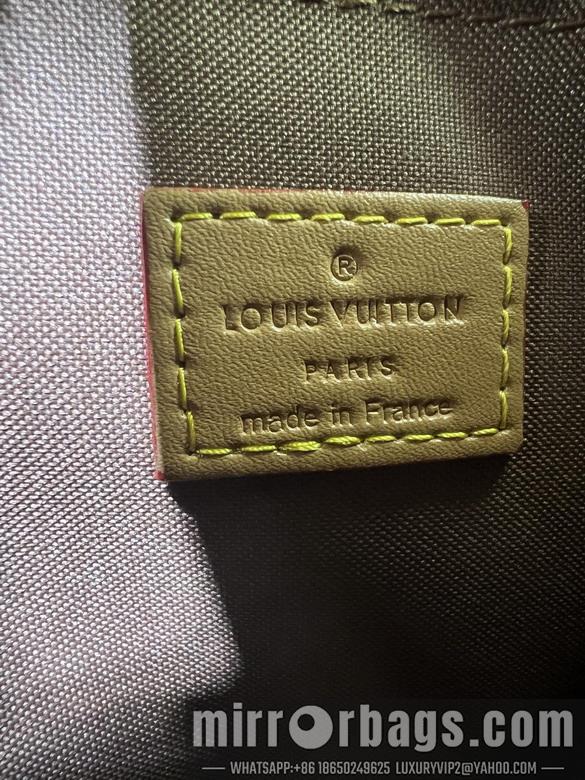 ®
LOUIS VUITTON
PARIS
made in France
mirrorbags.com
WHATSAPP:+86 18650249625 LUXURYVIP2@YAHOO.COM